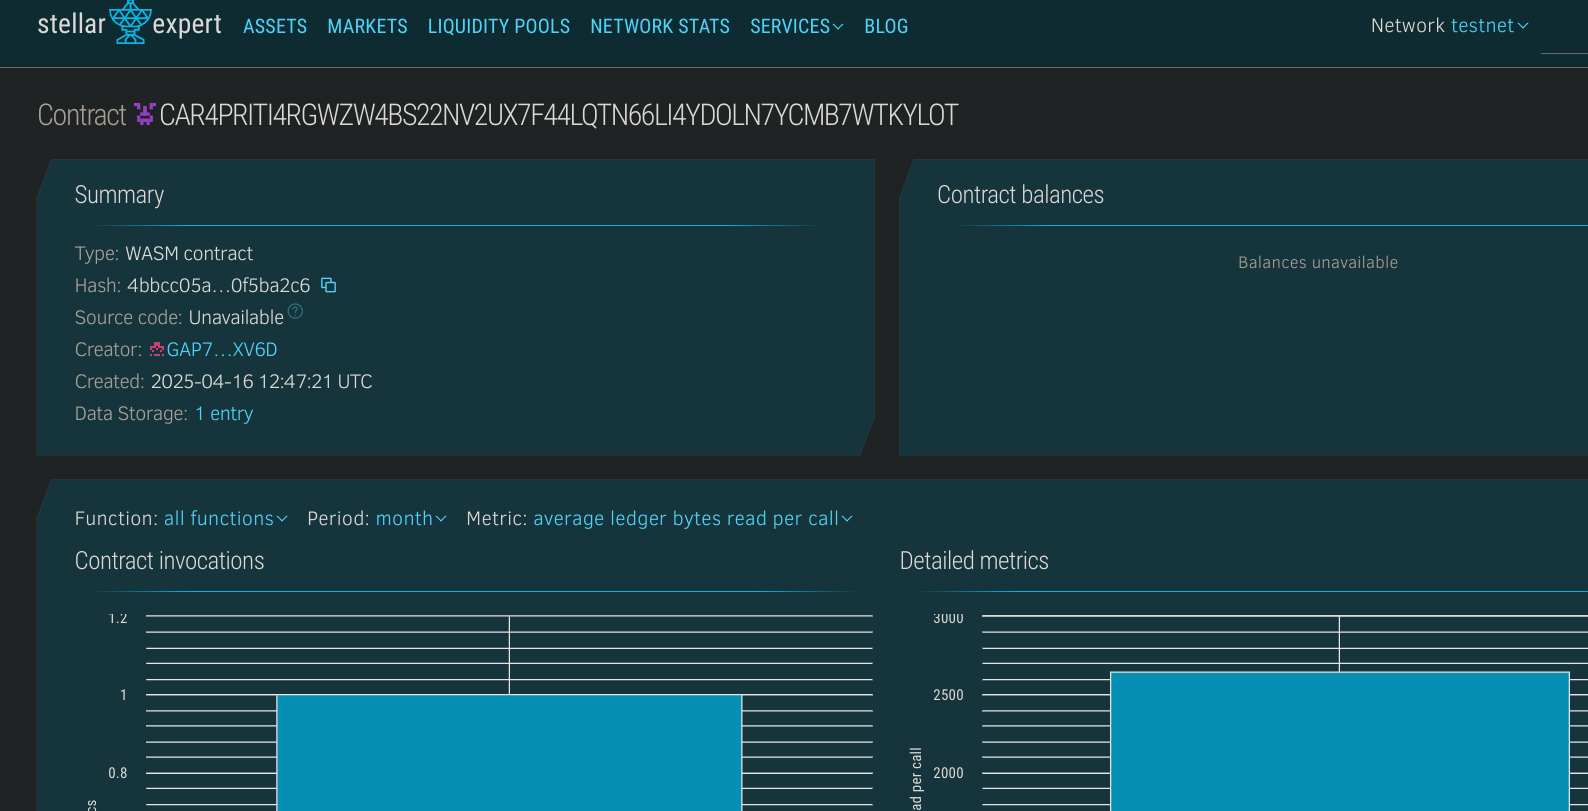 stellar expert ASSETS MARKETS LIQUIDITY POOLS NETWORK STATS SERVICES BLOG Network testnet
Contract CAR4PRITI4RGWZW4BS22NV2UX7F44LQTN66LI4YDOLN7YCMB7WTKYLOT
Summary
Type: WASM contract
Hash: 4bbcc05a...0f5ba2c6
Source code: Unavailable ?
Creator: GAP7...XV6D
Created: 2025-04-16 12:47:21 UTC
Data Storage: 1 entry
Contract balances
Balances unavailable
Function: all functions Period: month Metric: average ledger bytes read per call
Contract invocations
1.2
1
0.8
Detailed metrics
3000
2500
2000
per call